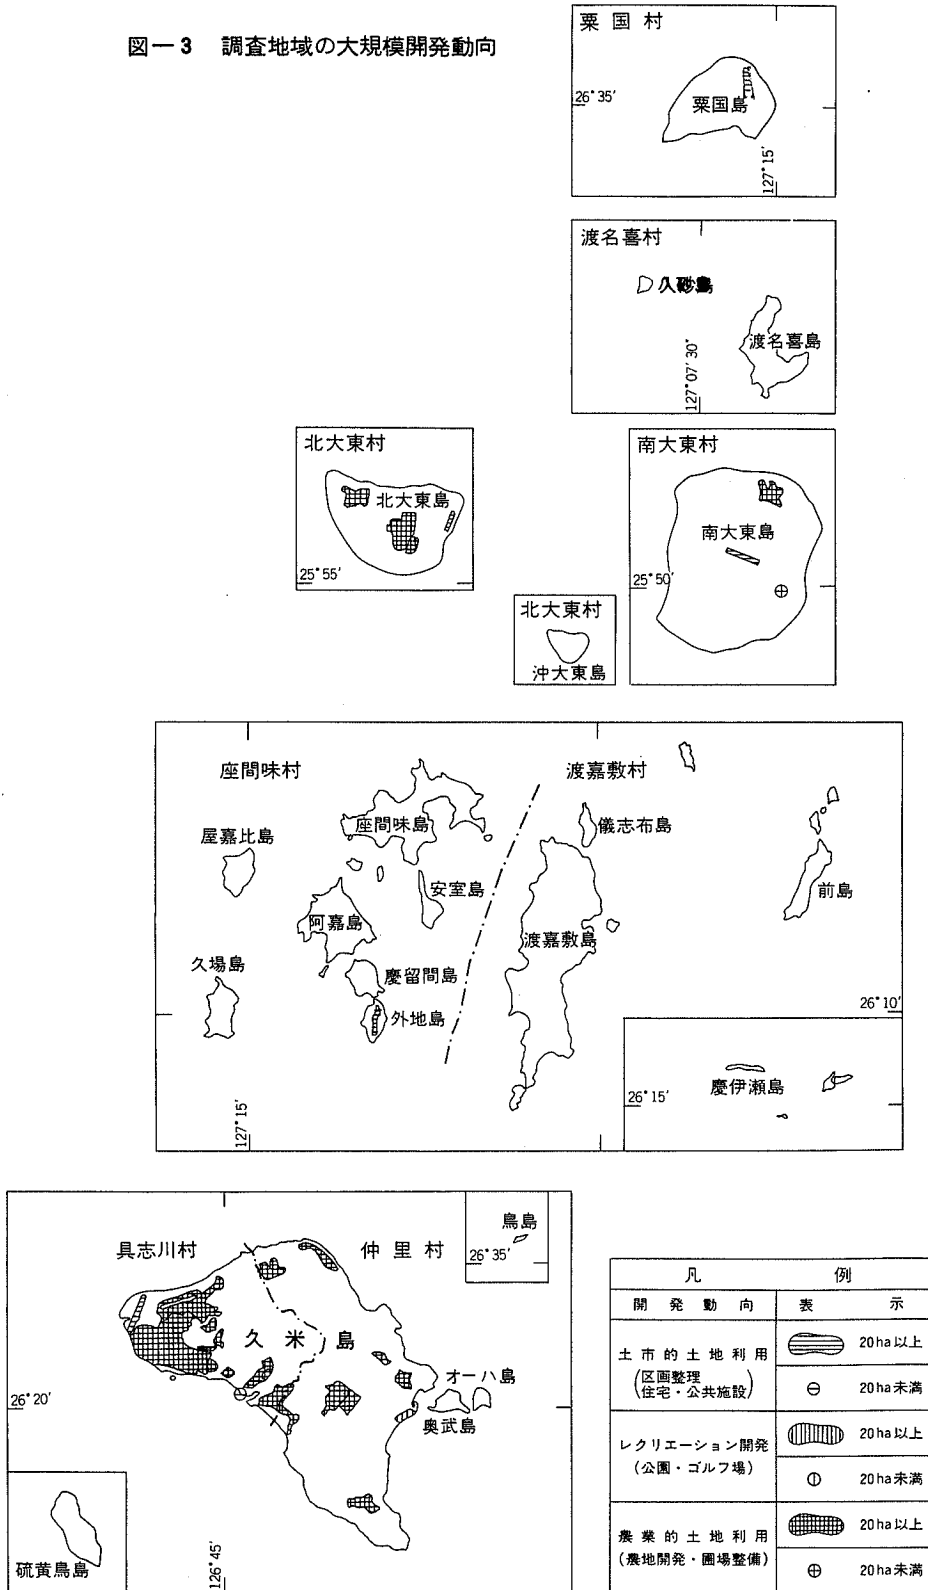 図－3 調査地域の大規模開発動向
粟国村
26°35′
粟国島
127°15′
渡名喜村
久砂島
渡名喜島
127°07′30″
北大東村
北大東島
25°55′
南大東村
南大東島
25°50′
北大東村
沖大東島
座間味村
渡嘉敷村
屋嘉比島
座間味島
儀志布島
安室島
前島
阿嘉島
渡嘉敷島
久場島
慶留間島
外地島
26°10′
慶伊瀬島
26°15′
127°15′
具志川村
仲里村
鳥島
26°35′
久米島
オーハ島
26°20′
奥武島
硫黄鳥島
126°45′
凡例
開発動向 表示
土市的土地利用
(区画整理
住宅・公共施設)
20ha以上
20ha未満
レクリエーション開発
(公園・ゴルフ場)
20ha以上
20ha未満
農業的土地利用
(農地開発・圃場整備)
20ha以上
20ha未満